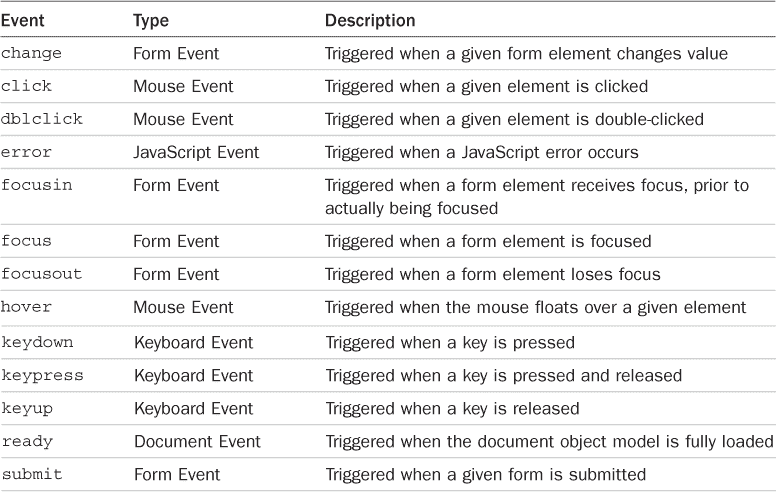 Event Type Description
change Form Event Triggered when a given form element changes value
click Mouse Event Triggered when a given element is clicked
dblclick Mouse Event Triggered when a given element is double-clicked
error JavaScript Event Triggered when a JavaScript error occurs
focusin Form Event Triggered when a form element receives focus, prior to
actually being focused
focus Form Event Triggered when a form element is focused
focusout Form Event Triggered when a form element loses focus
hover Mouse Event Triggered when the mouse floats over a given element
keydown Keyboard Event Triggered when a key is pressed
keypress Keyboard Event Triggered when a key is pressed and released
keyup Keyboard Event Triggered when a key is released
ready Document Event Triggered when the document object model is fully loaded
submit Form Event Triggered when a given form is submitted